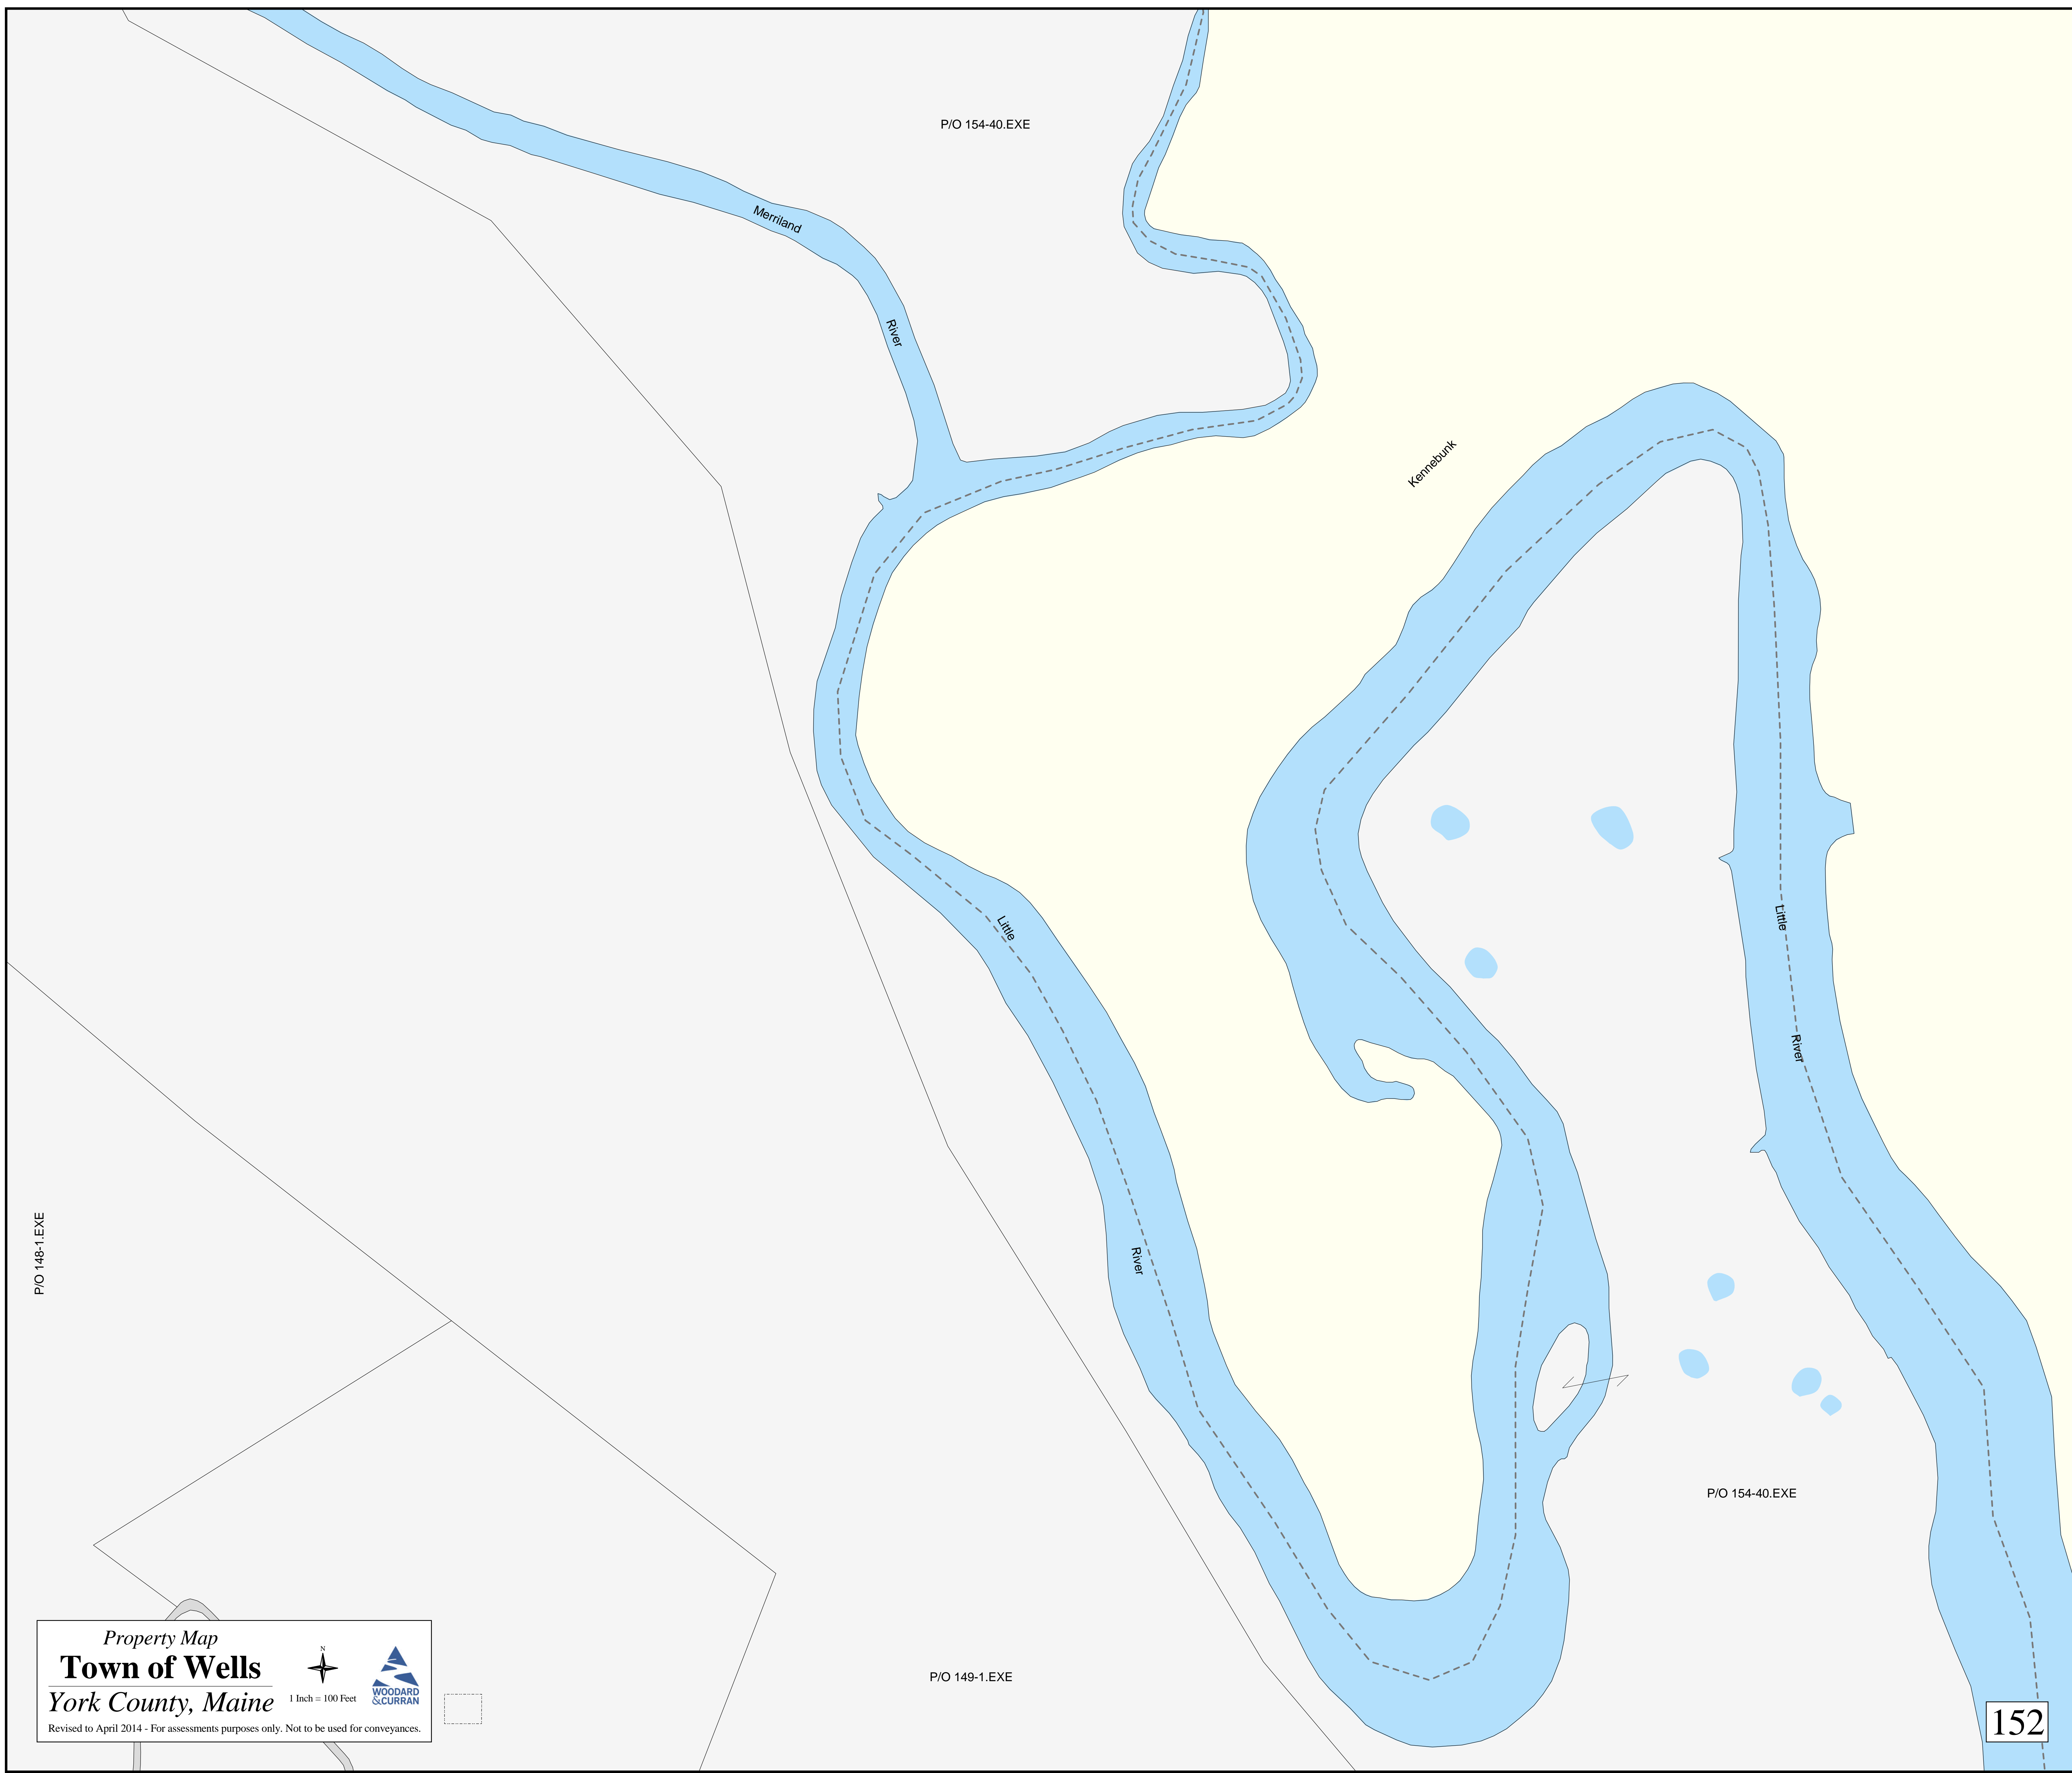 P/O 154-40.EXE
Merriland
River
Kennebunk
Little
Little
River
P/O 148-1.EXE
River
P/O 154-40.EXE
P/O 149-1.EXE
Property Map
Town of Wells
York County, Maine
N
1 Inch = 100 Feet
WOODARD
&CURRAN
Revised to April 2014 - For assessments purposes only. Not to be used for conveyances.
152